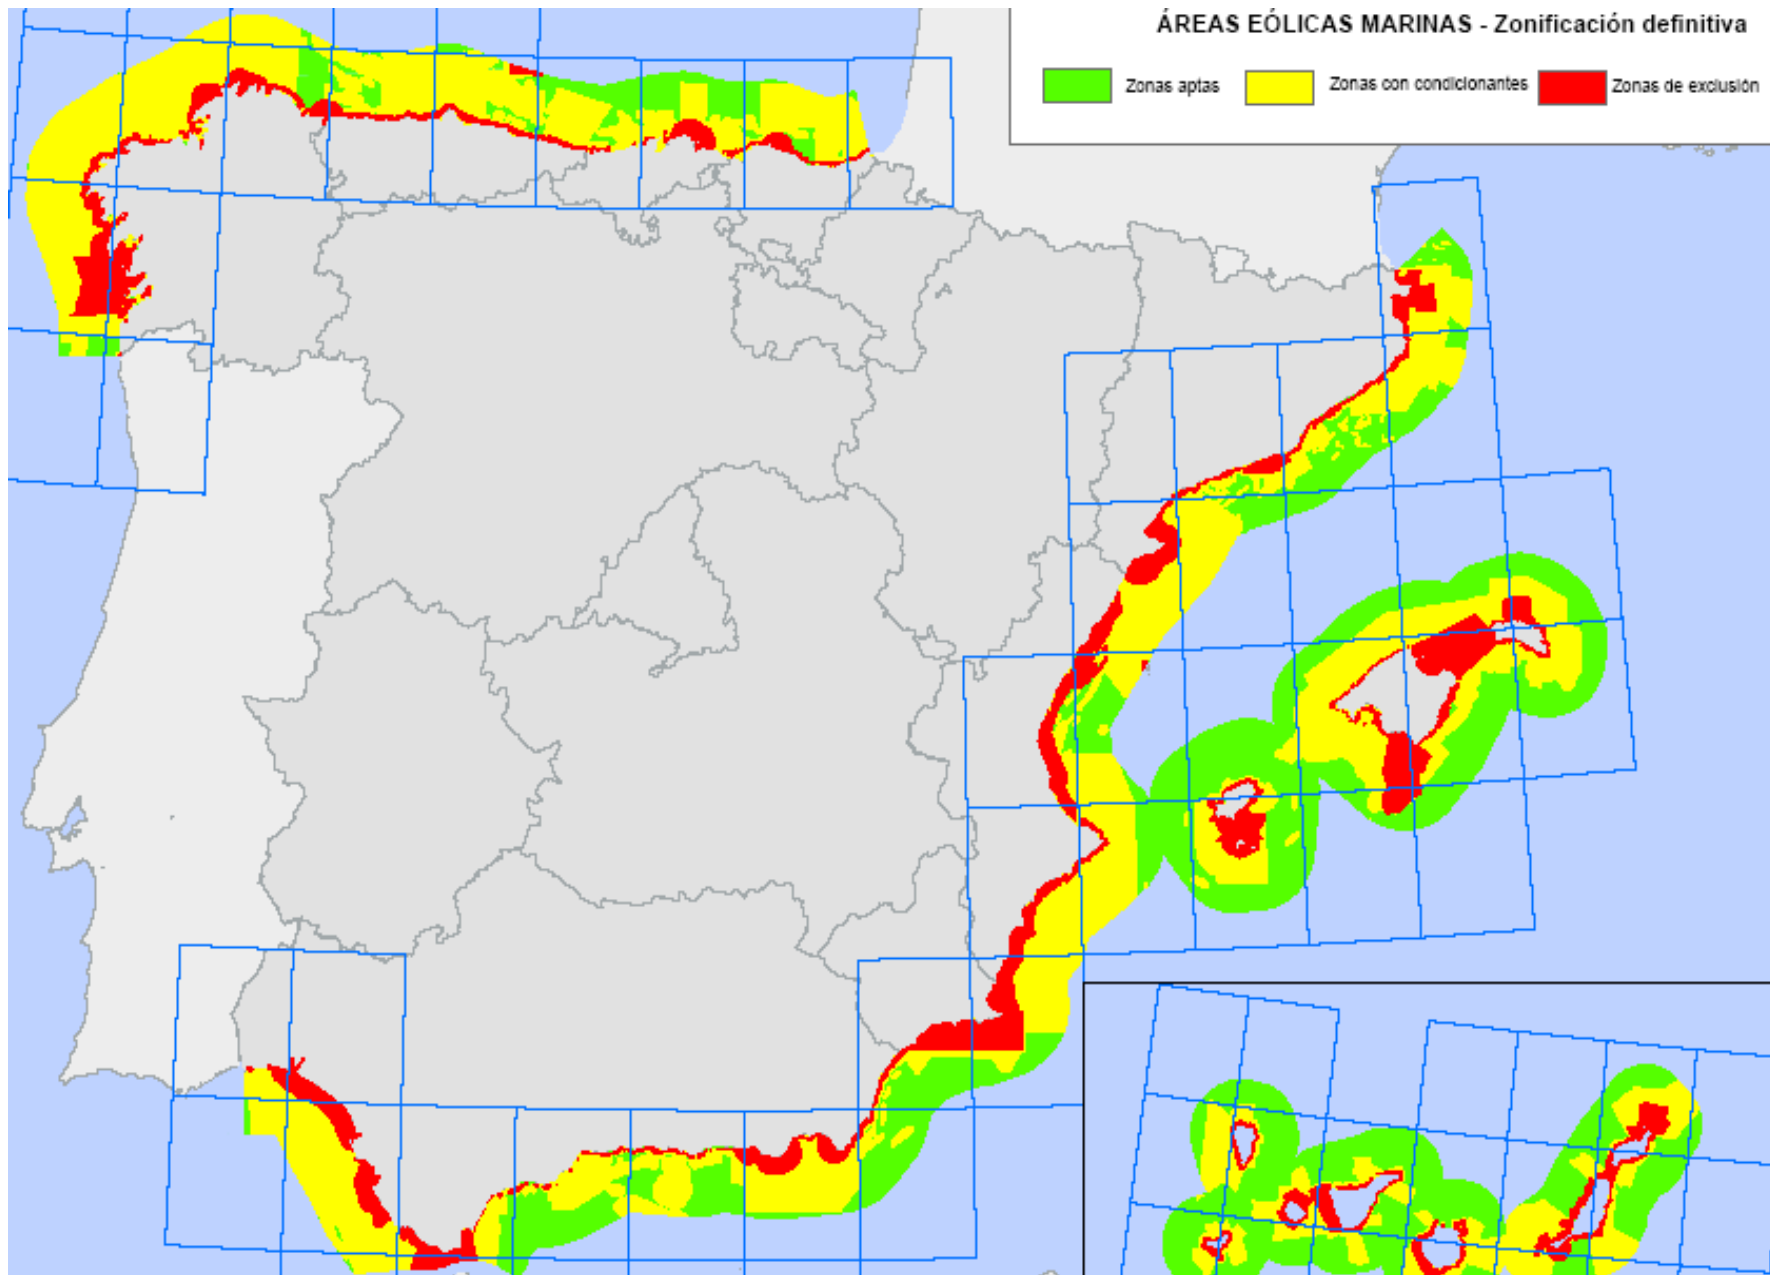 ÁREAS EÓLICAS MARINAS - Zonificación definitiva
Zonas aptas
Zonas con condicionantes
Zonas de exclusión